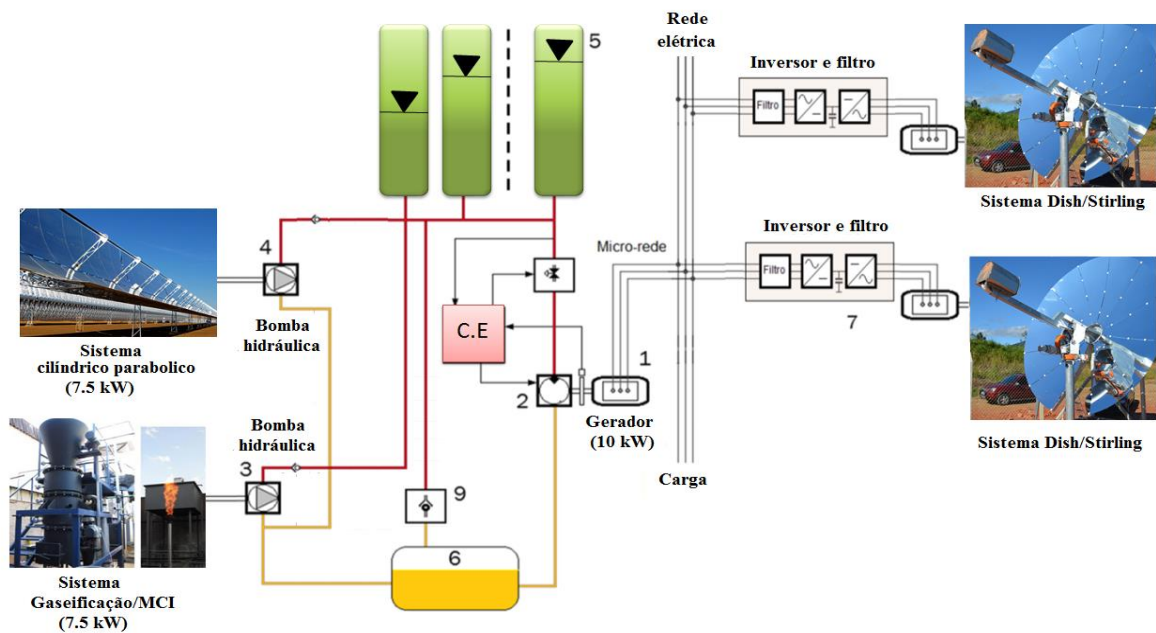 5
Rede
elétrica
Inversor e filtro
Filtro
Sistema Dish/Stirling
4
Bomba
hidráulica
Sistema
cilíndrico parabolico
(7.5 kW)
Micro-rede
Inversor e filtro
Filtro
7
C.E
1
2
Gerador
(10 kW)
Bomba
hidráulica
3
Carga
Sistema Dish/Stirling
9
6
Sistema
Gaseificação/MCI
(7.5 kW)